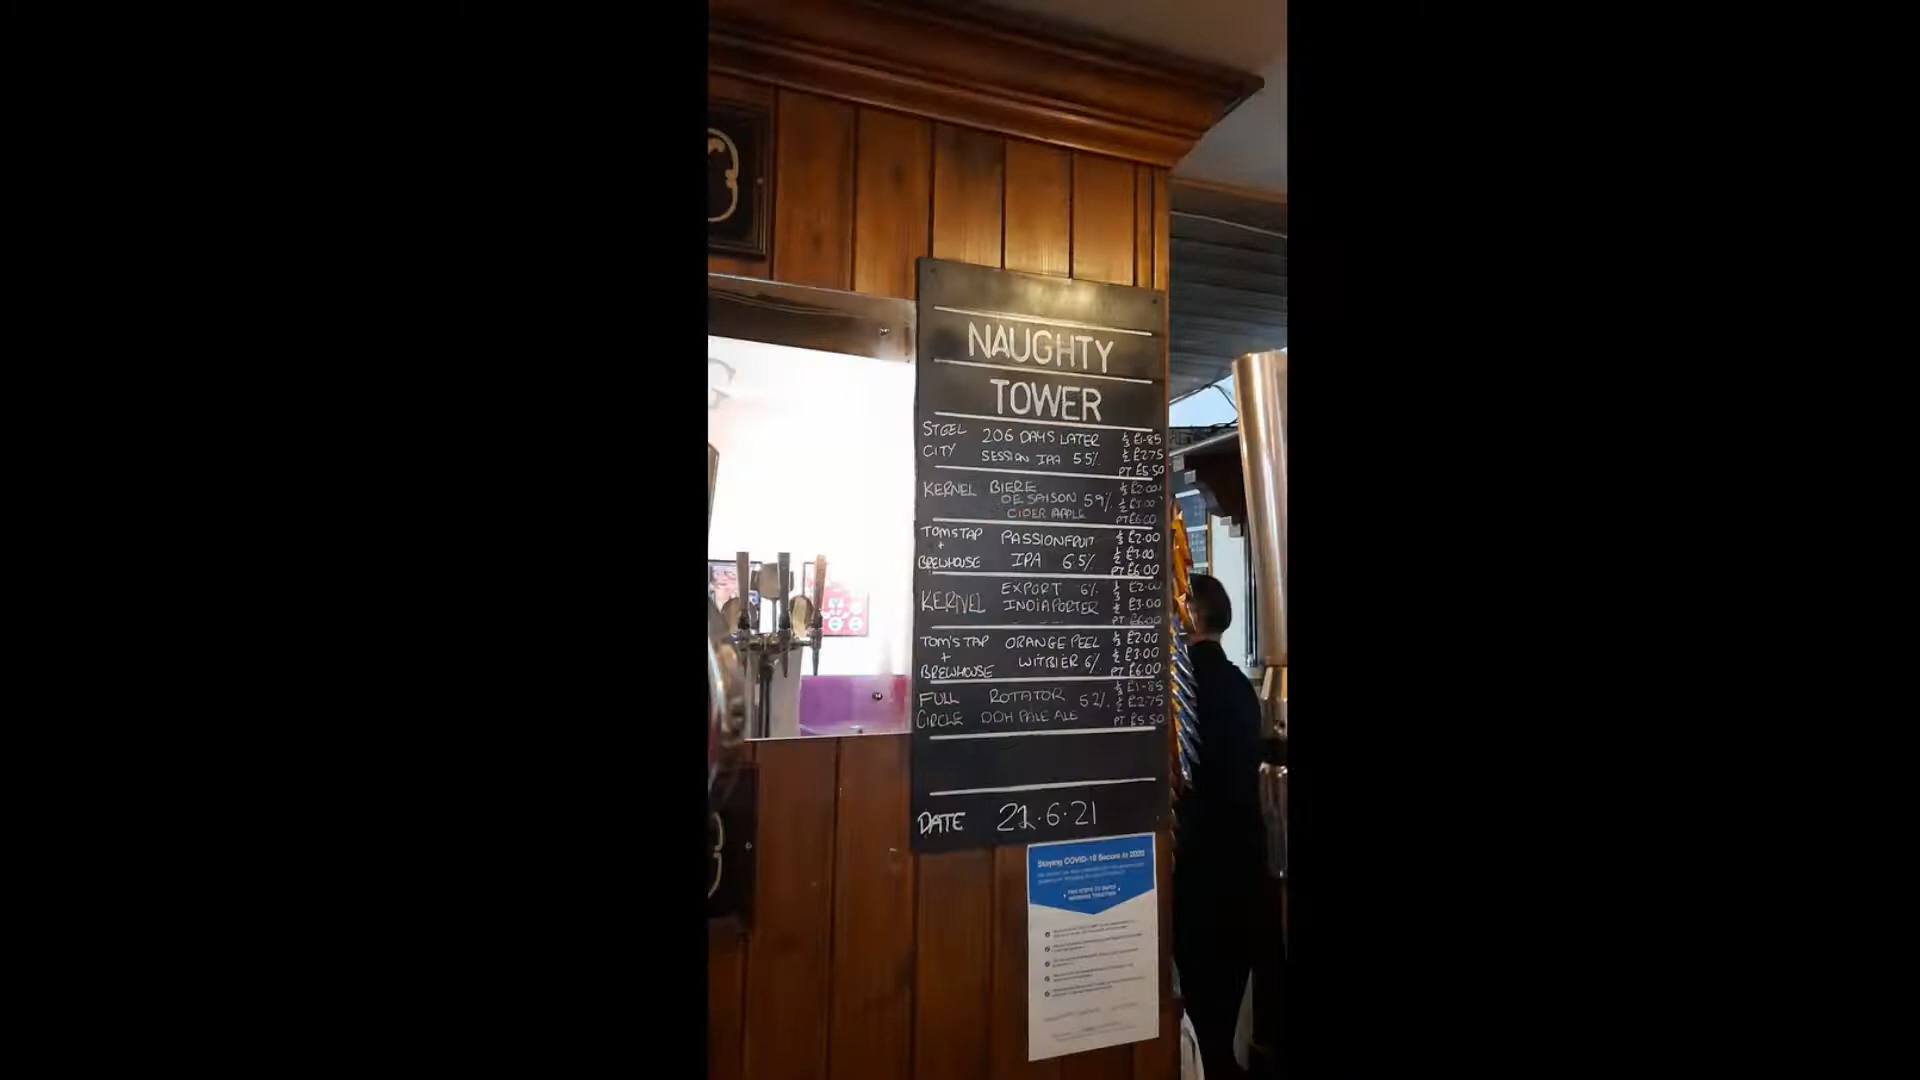 NAUGHTY
TOWER
STEEL CITY 206 DAYS LATER ⅓ £1-85
SESSION IPA 5.5% ½ £2.75
PT £5.50
KERNEL BIERE ⅓ £2.00
DE SAISON 5.9% ½ £3.00
CIDER APPLE PT £6.00
TOMS TAP + BREWHOUSE PASSIONFRUIT ⅓ £2.00
IPA 6.5% ½ £3.00
PT £6.00
KERNEL EXPORT 6% ⅓ £2.00
INDIA PORTER ½ £3.00
PT £6.00
TOM'S TAP + BREWHOUSE ORANGE PEEL ⅓ £2.00
WITBIER 6% ½ £3.00
PT £6.00
FULL CIRCLE ROTATOR 5.2% ⅓ £1-85
DDH PALE ALE ½ £2.75
PT £5.50
DATE 21.6.21
Staying COVID-19 Secure in 2020